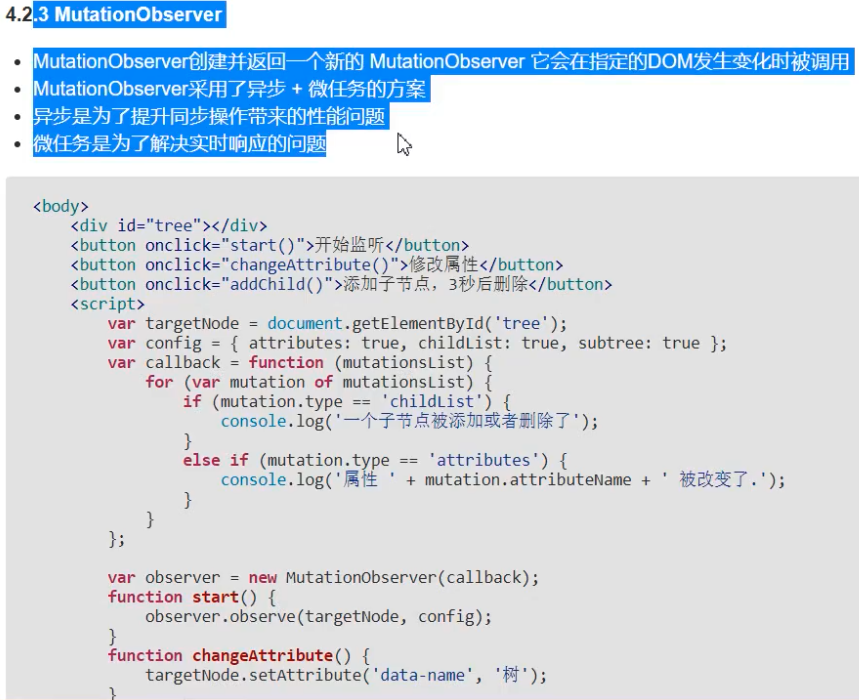 4.2.3 MutationObserver
MutationObserver创建并返回一个新的 MutationObserver 它会在指定的DOM发生变化时被调用
MutationObserver采用了异步 + 微任务的方案
异步是为了提升同步操作带来的性能问题
微任务是为了解决实时响应的问题
<body>
    <div id="tree"></div>
    <button onclick="start()">开始监听</button>
    <button onclick="changeAttribute()">修改属性</button>
    <button onclick="addChild()">添加子节点，3秒后删除</button>
    <script>
        var targetNode = document.getElementById('tree');
        var config = { attributes: true, childList: true, subtree: true };
        var callback = function (mutationsList) {
            for (var mutation of mutationsList) {
                if (mutation.type == 'childList') {
                    console.log('一个子节点被添加或者删除了');
                }
                else if (mutation.type == 'attributes') {
                    console.log('属性 ' + mutation.attributeName + ' 被改变了.');
                }
            }
        };
        var observer = new MutationObserver(callback);
        function start() {
            observer.observe(targetNode, config);
        }
        function changeAttribute() {
            targetNode.setAttribute('data-name', '树');
        }